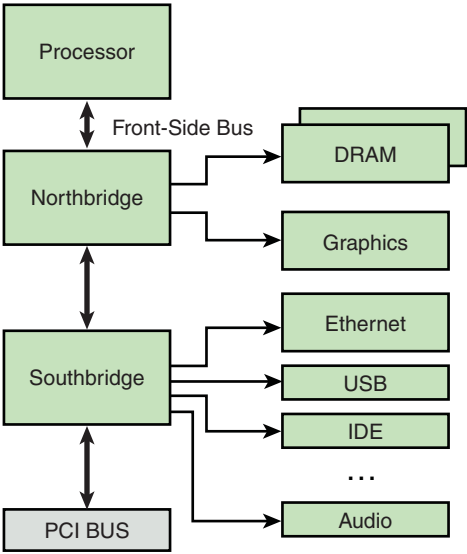 Processor
Front-Side Bus
DRAM
Northbridge
Graphics
Ethernet
Southbridge
USB
IDE
...
Audio
PCI BUS